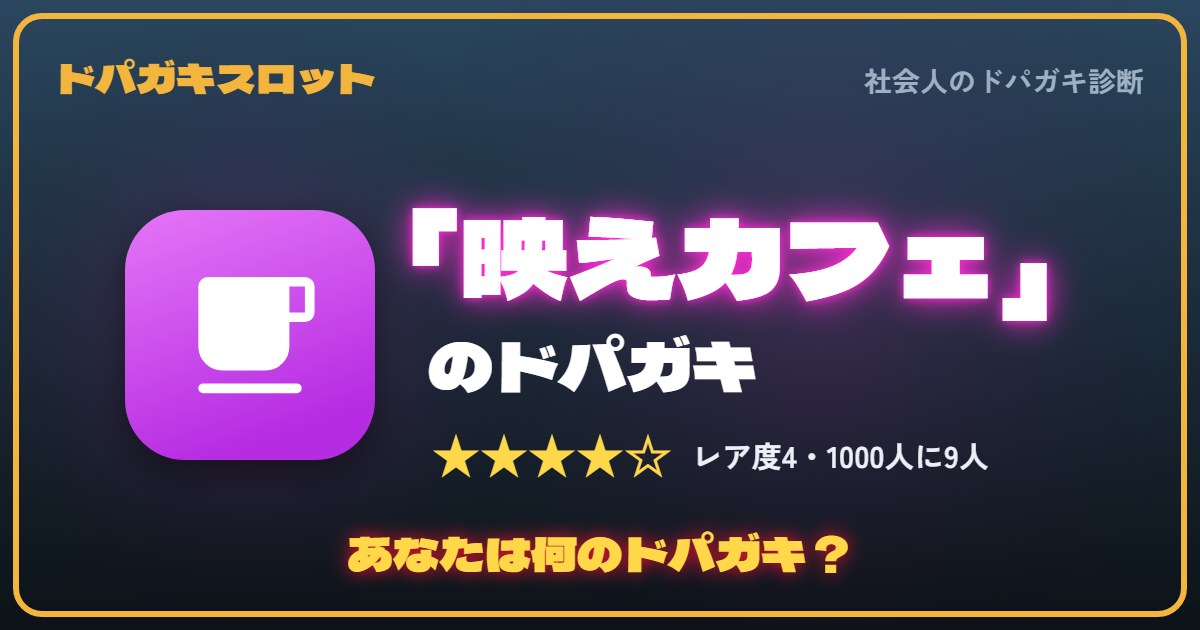 ドパガキスロット
社会人のドパガキ診断
「映えカフェ」
のドパガキ
★★★★☆ レア度4・1000人に9人
あなたは何のドパガキ？